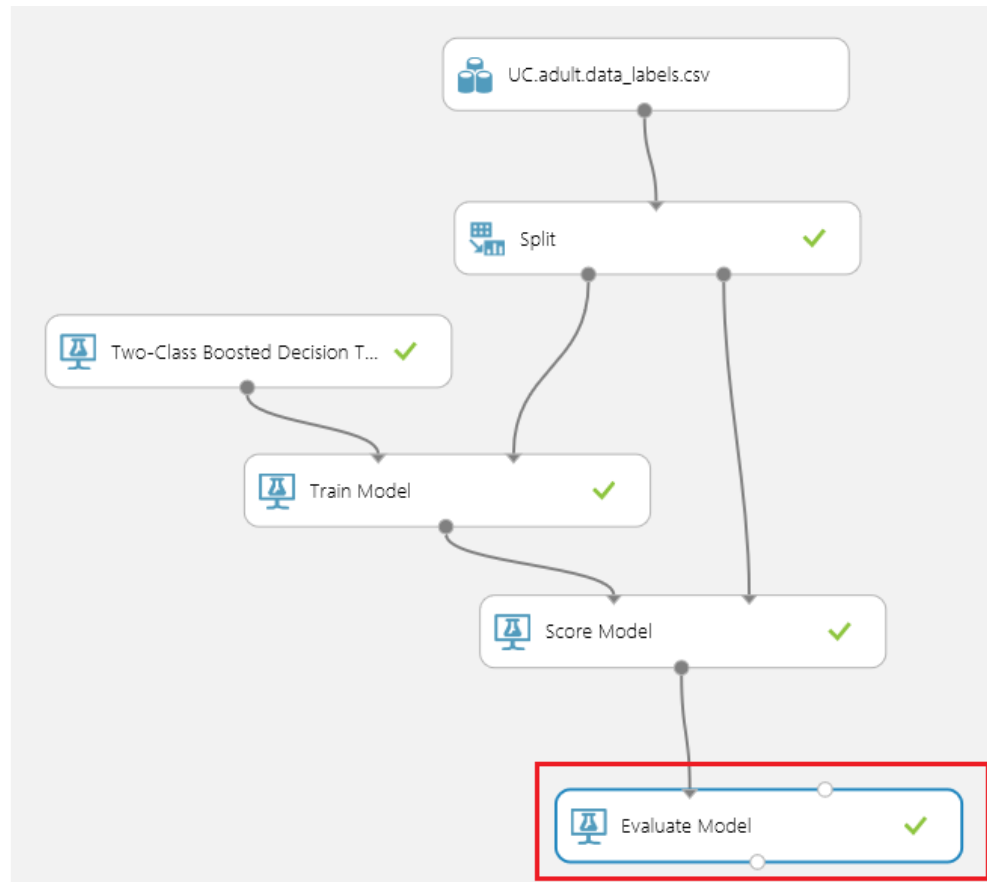 UC.adult.data_labels.csv
Split
Two-Class Boosted Decision T...
Train Model
Score Model
Evaluate Model